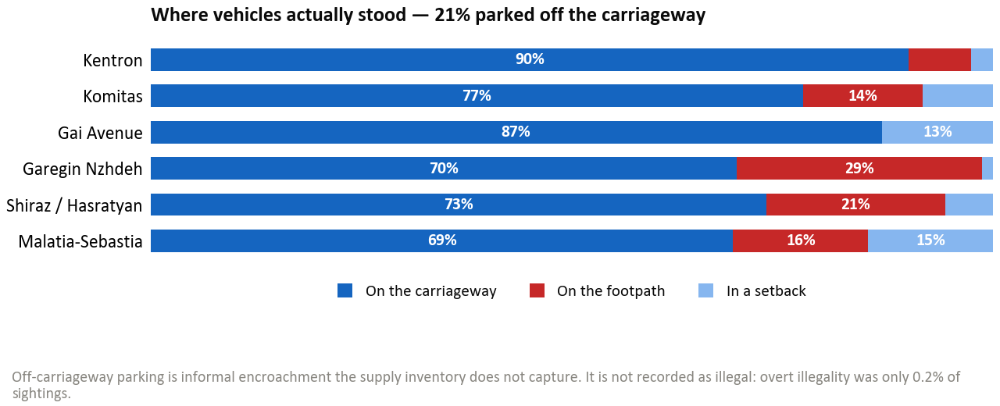 Where vehicles actually stood — 21% parked off the carriageway
Kentron
90%
Komitas
77%
14%
Gai Avenue
87%
13%
Garegin Nzhdeh
70%
29%
Shiraz / Hasratyan
73%
21%
Malatia-Sebastia
69%
16%
15%
On the carriageway
On the footpath
In a setback
Off-carriageway parking is informal encroachment the supply inventory does not capture. It is not recorded as illegal: overt illegality was only 0.2% of
sightings.